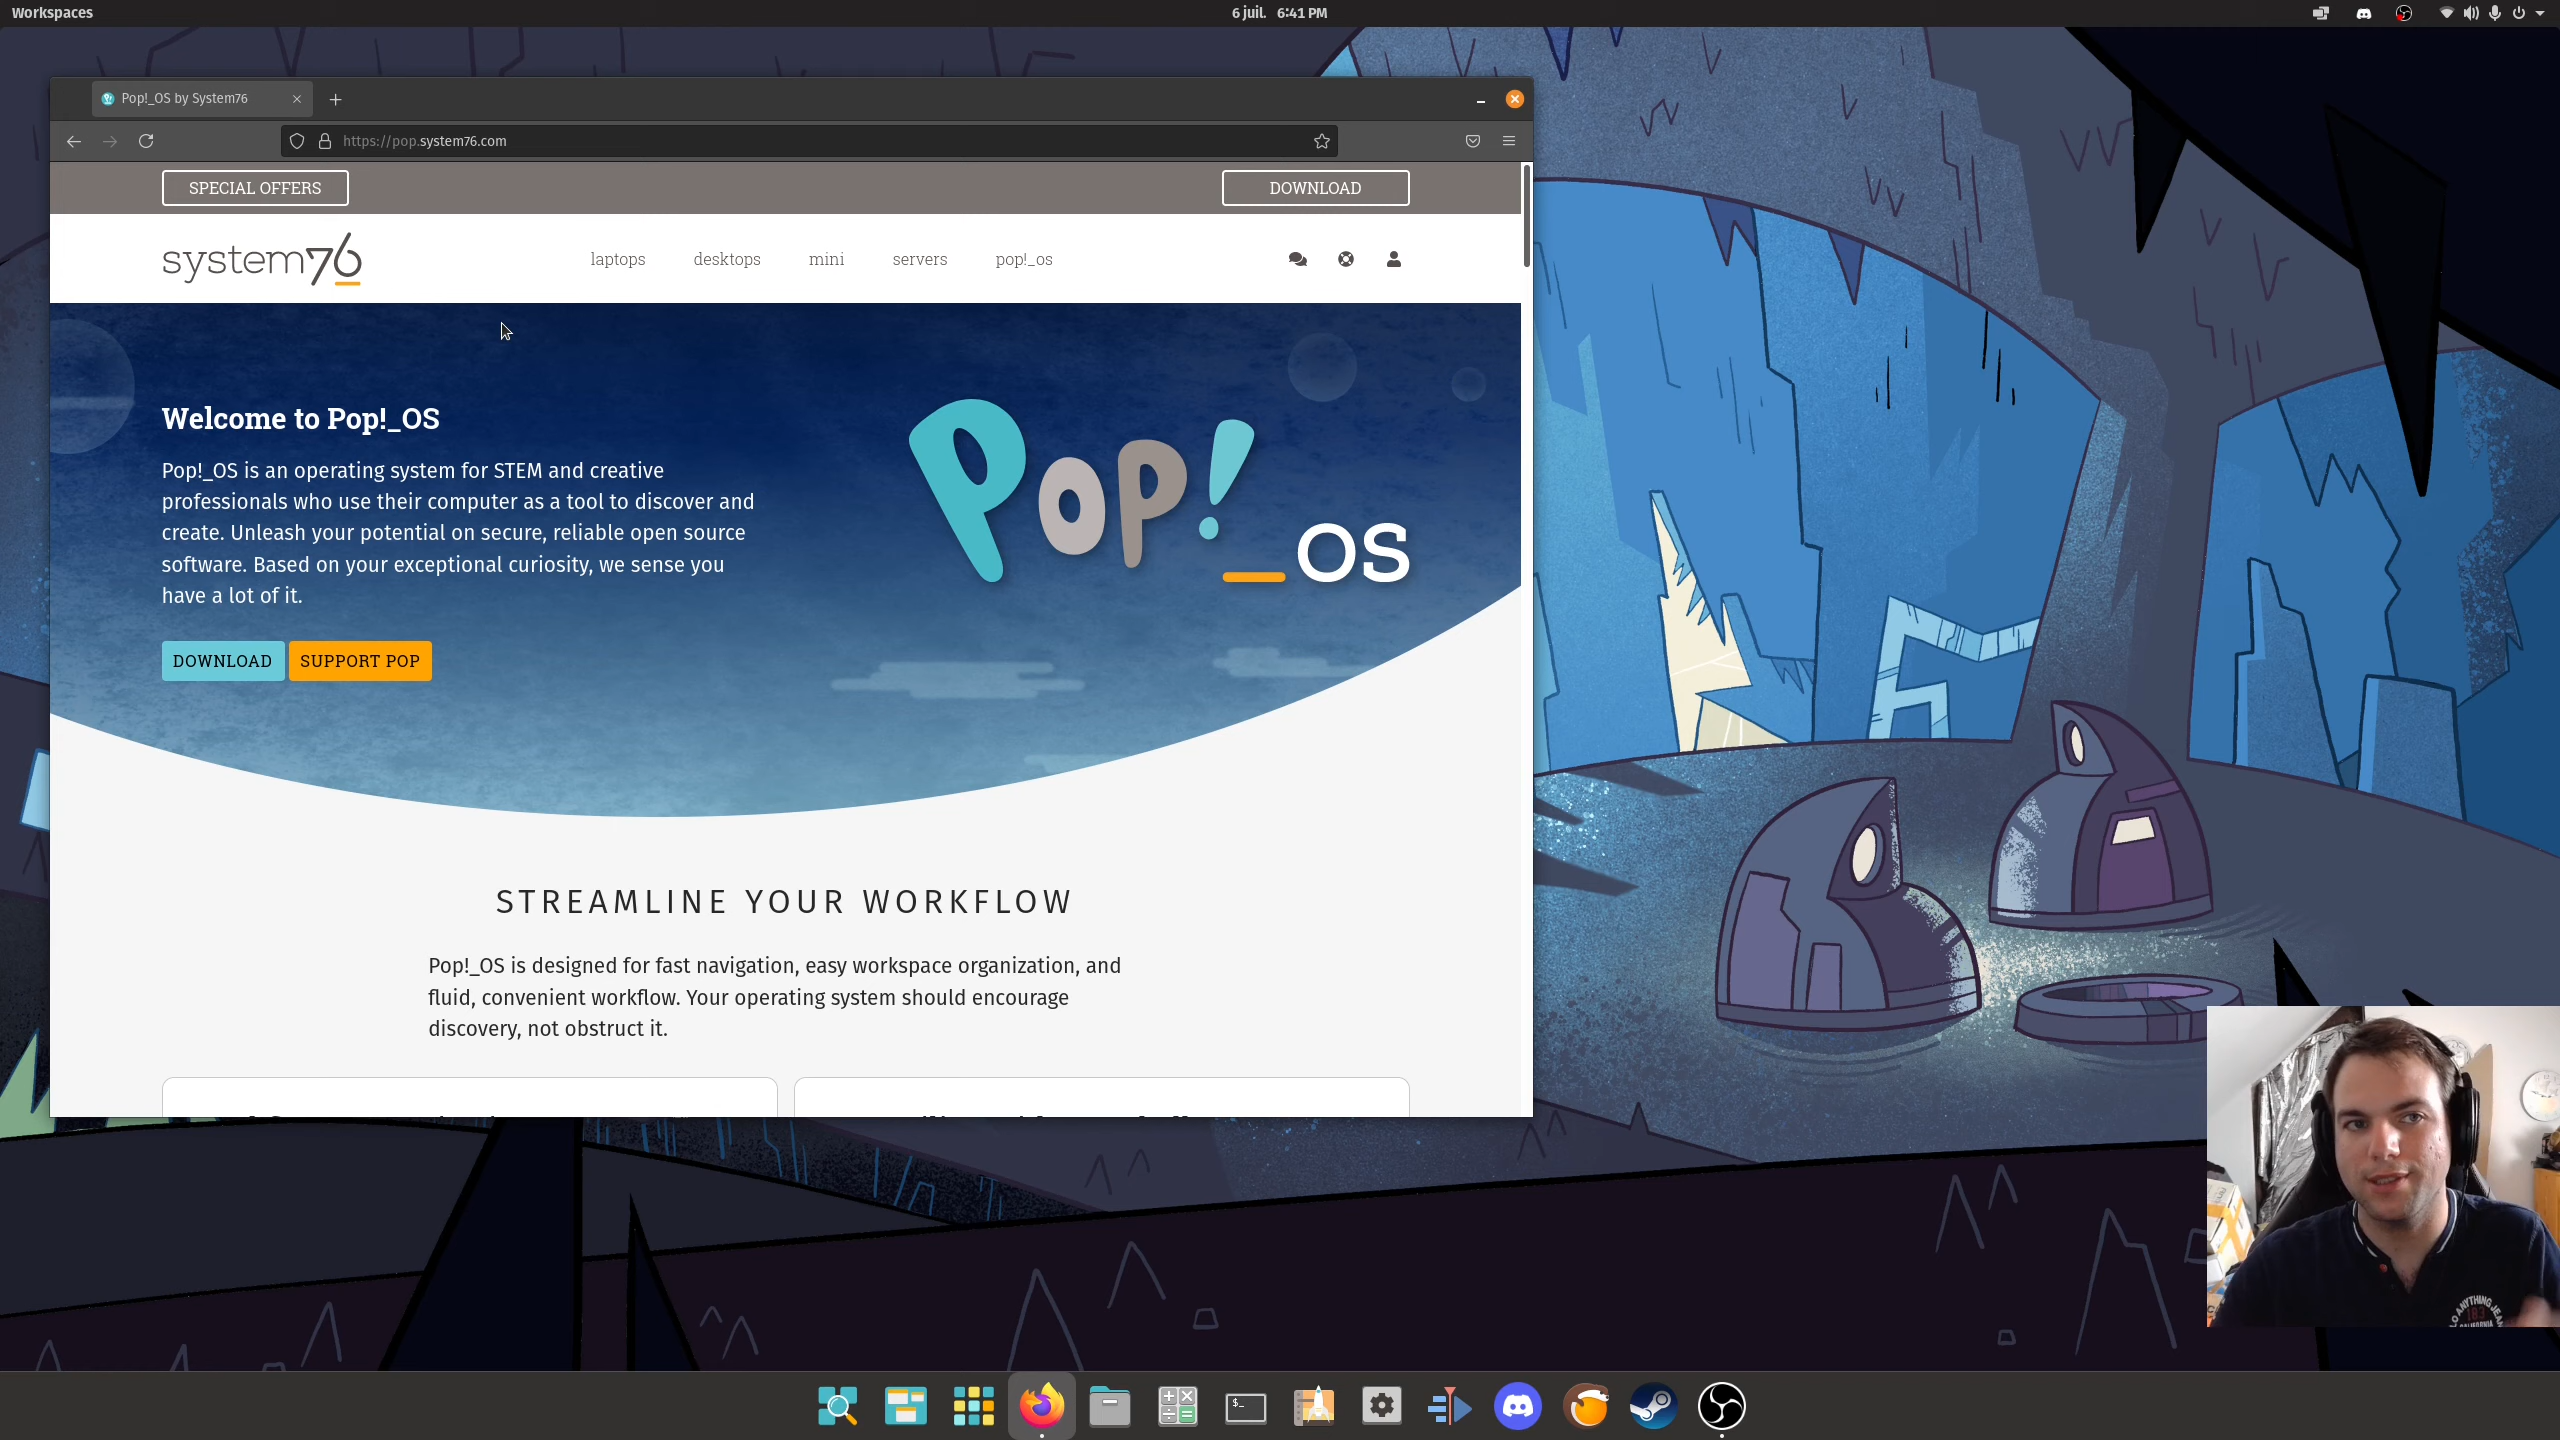 Workspaces
6 juil. 6:41 PM
Pop!_OS by System76
https://pop.system76.com
SPECIAL OFFERS
DOWNLOAD
system76
laptops
desktops
mini
servers
pop!_os
Welcome to Pop!_OS
Pop!_OS is an operating system for STEM and creative
professionals who use their computer as a tool to discover and
create. Unleash your potential on secure, reliable open source
software. Based on your exceptional curiosity, we sense you
have a lot of it.
DOWNLOAD
SUPPORT POP
Pop!_OS
STREAMLINE YOUR WORKFLOW
Pop!_OS is designed for fast navigation, easy workspace organization, and
fluid, convenient workflow. Your operating system should encourage
discovery, not obstruct it.
$_